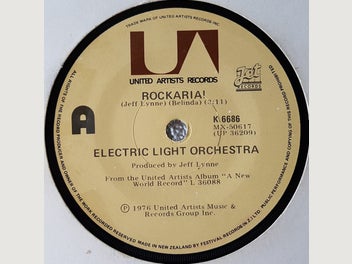 TRADE MARK OF UNITED ARTISTS RECORDS INC.
UA
UNITED ARTISTS RECORDS
Jet
RECORDS
ROCKARIA!
(Jeff Lynne) (Belinda) (2:11)
A
K 6686
MX-50617
(UP 36209)
ELECTRIC LIGHT ORCHESTRA
Produced by Jeff Lynne
From the United Artists Album "A New
World Record" L 36088
℗ 1976 United Artists Music &
Records Group Inc.
ALL RIGHTS OF THE RECORD PRODUCER AND OWNER OF THE WORK REPRODUCED RESERVED. MADE IN NEW ZEALAND BY FESTIVAL RECORDS (N.Z.) LTD. PUBLIC PERFORMANCE AND COPYING OF THIS RECORD PROHIBITED